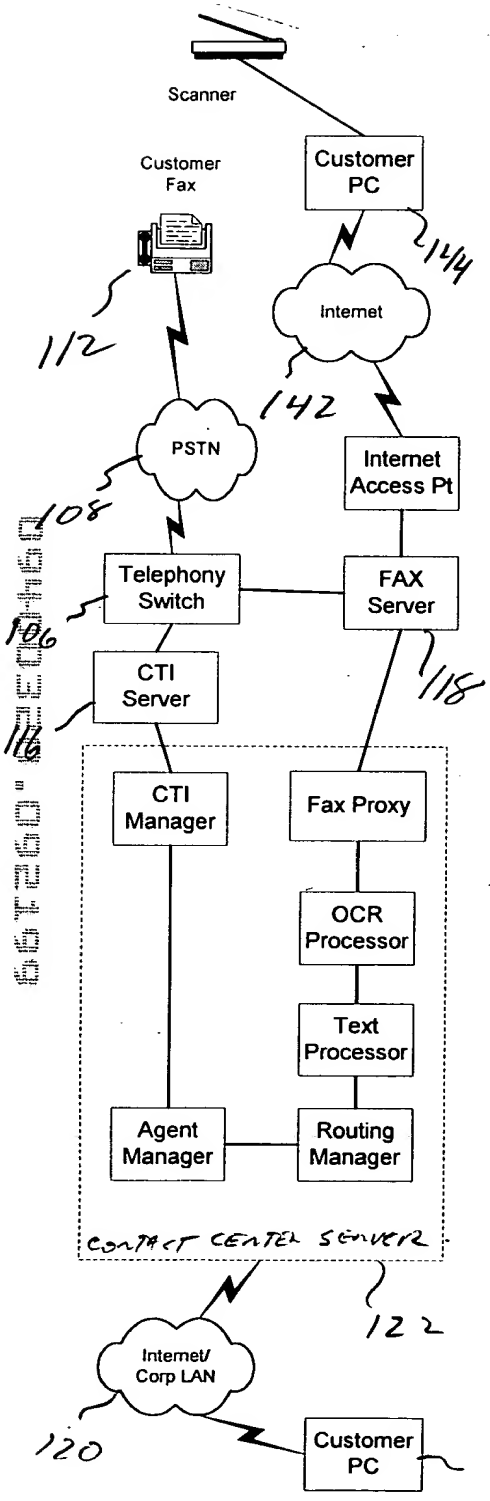 Scanner
Customer
Fax
Customer
PC
144
112
Internet
142
PSTN
108
Internet
Access Pt
Telephony
Switch
FAX
Server
106
118
CTI
Server
116
CTI
Manager
Fax Proxy
OCR
Processor
Text
Processor
Agent
Manager
Routing
Manager
CONTACT CENTER SERVER
122
Internet/
Corp LAN
120
Customer
PC